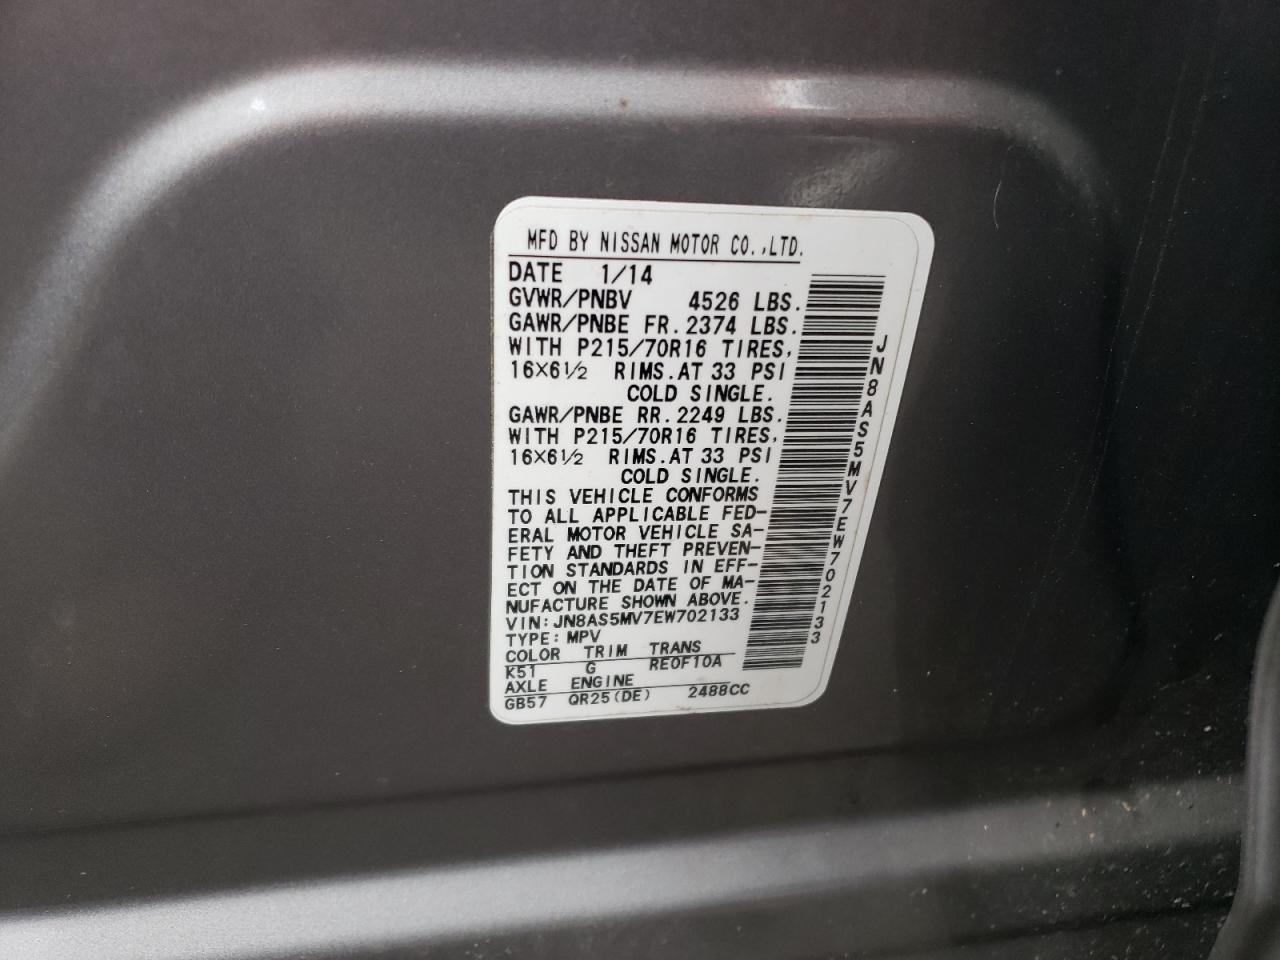 MFD BY NISSAN MOTOR CO.,LTD.
DATE 1/14
GVWR/PNBV 4526 LBS.
GAWR/PNBE FR. 2374 LBS.
WITH P215/70R16 TIRES,
16×6½ RIMS. AT 33 PSI
COLD SINGLE.
GAWR/PNBE RR. 2249 LBS.
WITH P215/70R16 TIRES,
16×6½ RIMS. AT 33 PSI
COLD SINGLE.
THIS VEHICLE CONFORMS
TO ALL APPLICABLE FED-
ERAL MOTOR VEHICLE SA-
FETY AND THEFT PREVEN-
TION STANDARDS IN EFF-
ECT ON THE DATE OF MA-
NUFACTURE SHOWN ABOVE.
VIN: JN8AS5MV7EW702133
TYPE: MPV
COLOR TRIM TRANS
K51 G RE0F10A
AXLE ENGINE
GB57 QR25(DE) 2488CC
JN8AS5MV7EW702133